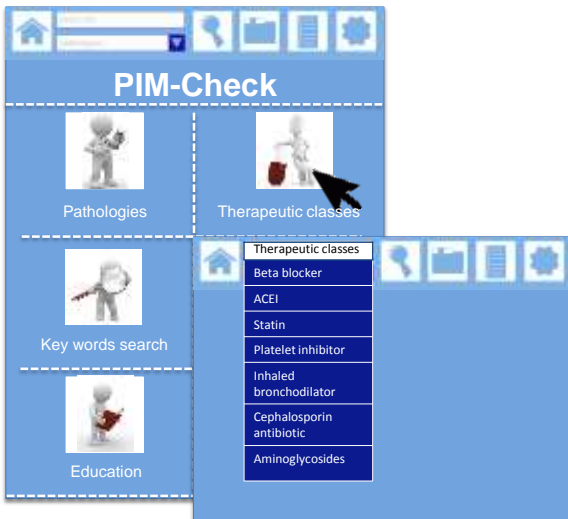 PIM-Check
Pathologies
Therapeutic classes
Key words search
Education
Therapeutic classes
Beta blocker
ACEI
Statin
Platelet inhibitor
Inhaled
bronchodilator
Cephalosporin
antibiotic
Aminoglycosides